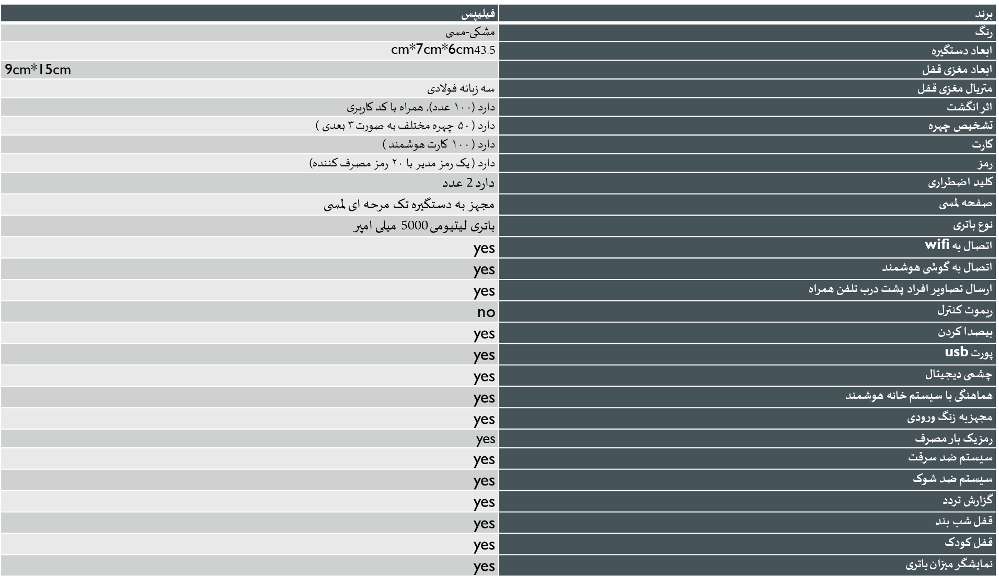 برند فیلیپس
رنگ مشکی-مسی
ابعاد دستگیره 43.5cm*7cm*6cm
ابعاد مغزی قفل 9cm*15cm
متریال مغزی قفل سه زبانه فولادی
اثر انگشت دارد (۱۰۰ عدد), همراه با کد کاربری
تشخیص چهره دارد (۵۰ چهره مختلف به صورت ۳ بعدی )
کارت دارد (۱۰۰ کارت هوشمند )
رمز دارد (یک رمز مدیر با ۲۰ رمز مصرف کننده)
کلید اضطراری دارد 2 عدد
صفحه لمسی مجهز به دستگیره تک مرحه ای لمسی
نوع باتری باتری لیتیومی 5000 میلی امپر
اتصال به wifi yes
اتصال به گوشی هوشمند yes
ارسال تصاویر افراد پشت درب تلفن همراه yes
ریموت کنترل no
بیصدا کردن yes
پورت usb yes
چشمی دیجیتال yes
هماهنگی با سیستم خانه هوشمند yes
مجهزبه زنگ ورودی yes
رمزیک بار مصرف yes
سیستم ضد سرقت yes
سیستم ضد شوک yes
گزارش تردد yes
قفل شب بند yes
قفل کودک yes
نمایشگر میزان باتری yes